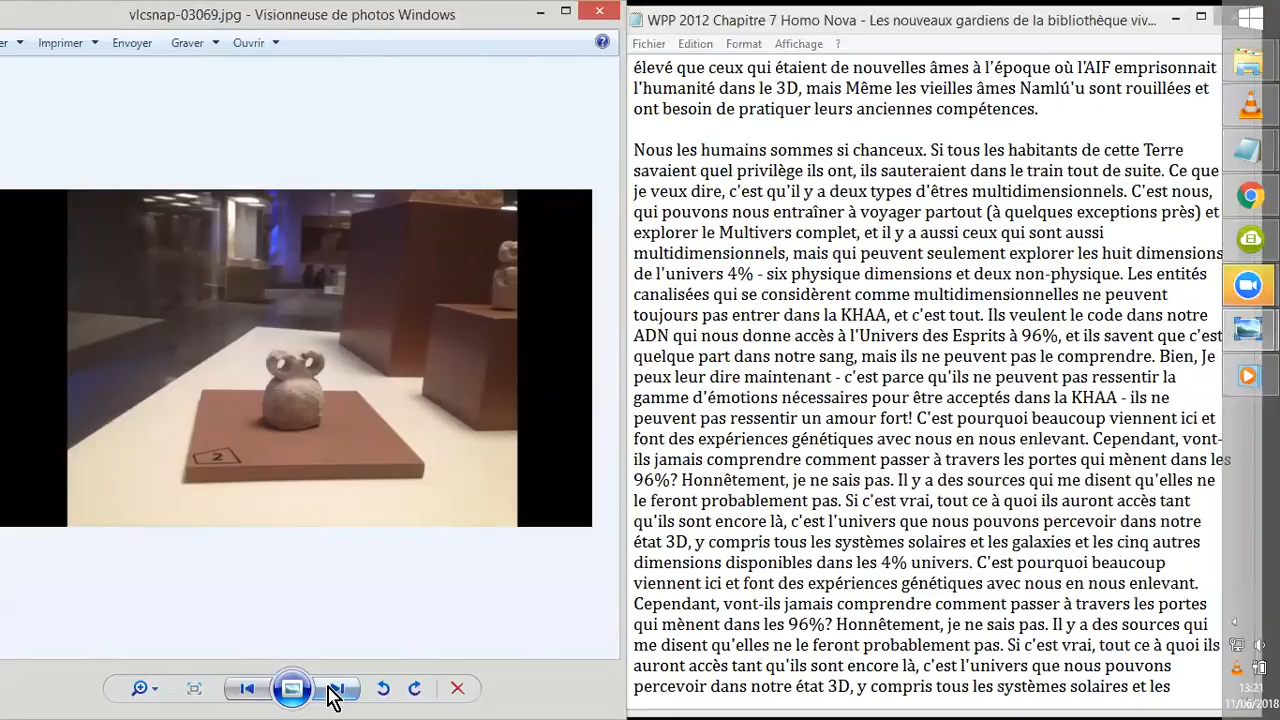 vlcsnap-03069.jpg - Visionneuse de photos Windows
er Imprimer Envoyer Graver Ouvrir
2
WPP 2012 Chapitre 7 Homo Nova - Les nouveaux gardiens de la bibliothèque viv...
Fichier Edition Format Affichage ?
élevé que ceux qui étaient de nouvelles âmes à l'époque où l'AIF emprisonnait
l'humanité dans le 3D, mais Même les vieilles âmes Namlú'u sont rouillées et
ont besoin de pratiquer leurs anciennes compétences.
Nous les humains sommes si chanceux. Si tous les habitants de cette Terre
savaient quel privilège ils ont, ils sauteraient dans le train tout de suite. Ce que
je veux dire, c'est qu'il y a deux types d'êtres multidimensionnels. C'est nous,
qui pouvons nous entraîner à voyager partout (à quelques exceptions près) et
explorer le Multivers complet, et il y a aussi ceux qui sont aussi
multidimensionnels, mais qui peuvent seulement explorer les huit dimensions
de l'univers 4% - six physique dimensions et deux non-physique. Les entités
canalisées qui se considèrent comme multidimensionnelles ne peuvent
toujours pas entrer dans la KHAA, et c'est tout. Ils veulent le code dans notre
ADN qui nous donne accès à l'Univers des Esprits à 96%, et ils savent que c'est
quelque part dans notre sang, mais ils ne peuvent pas le comprendre. Bien, Je
peux leur dire maintenant - c'est parce qu'ils ne peuvent pas ressentir la
gamme d'émotions nécessaires pour être acceptés dans la KHAA - ils ne
peuvent pas ressentir un amour fort! C'est pourquoi beaucoup viennent ici et
font des expériences génétiques avec nous en nous enlevant. Cependant, vont-
ils jamais comprendre comment passer à travers les portes qui mènent dans les
96%? Honnêtement, je ne sais pas. Il y a des sources qui me disent qu'elles ne
le feront probablement pas. Si c'est vrai, tout ce à quoi ils auront accès tant
qu'ils sont encore là, c'est l'univers que nous pouvons percevoir dans notre
état 3D, y compris tous les systèmes solaires et les galaxies et les cinq autres
dimensions disponibles dans les 4% univers. C'est pourquoi beaucoup
viennent ici et font des expériences génétiques avec nous en nous enlevant.
Cependant, vont-ils jamais comprendre comment passer à travers les portes
qui mènent dans les 96%? Honnêtement, je ne sais pas. Il y a des sources qui
me disent qu'elles ne le feront probablement pas. Si c'est vrai, tout ce à quoi ils
auront accès tant qu'ils sont encore là, c'est l'univers que nous pouvons
percevoir dans notre état 3D, y compris tous les systèmes solaires et les
13:21
11/06/2018